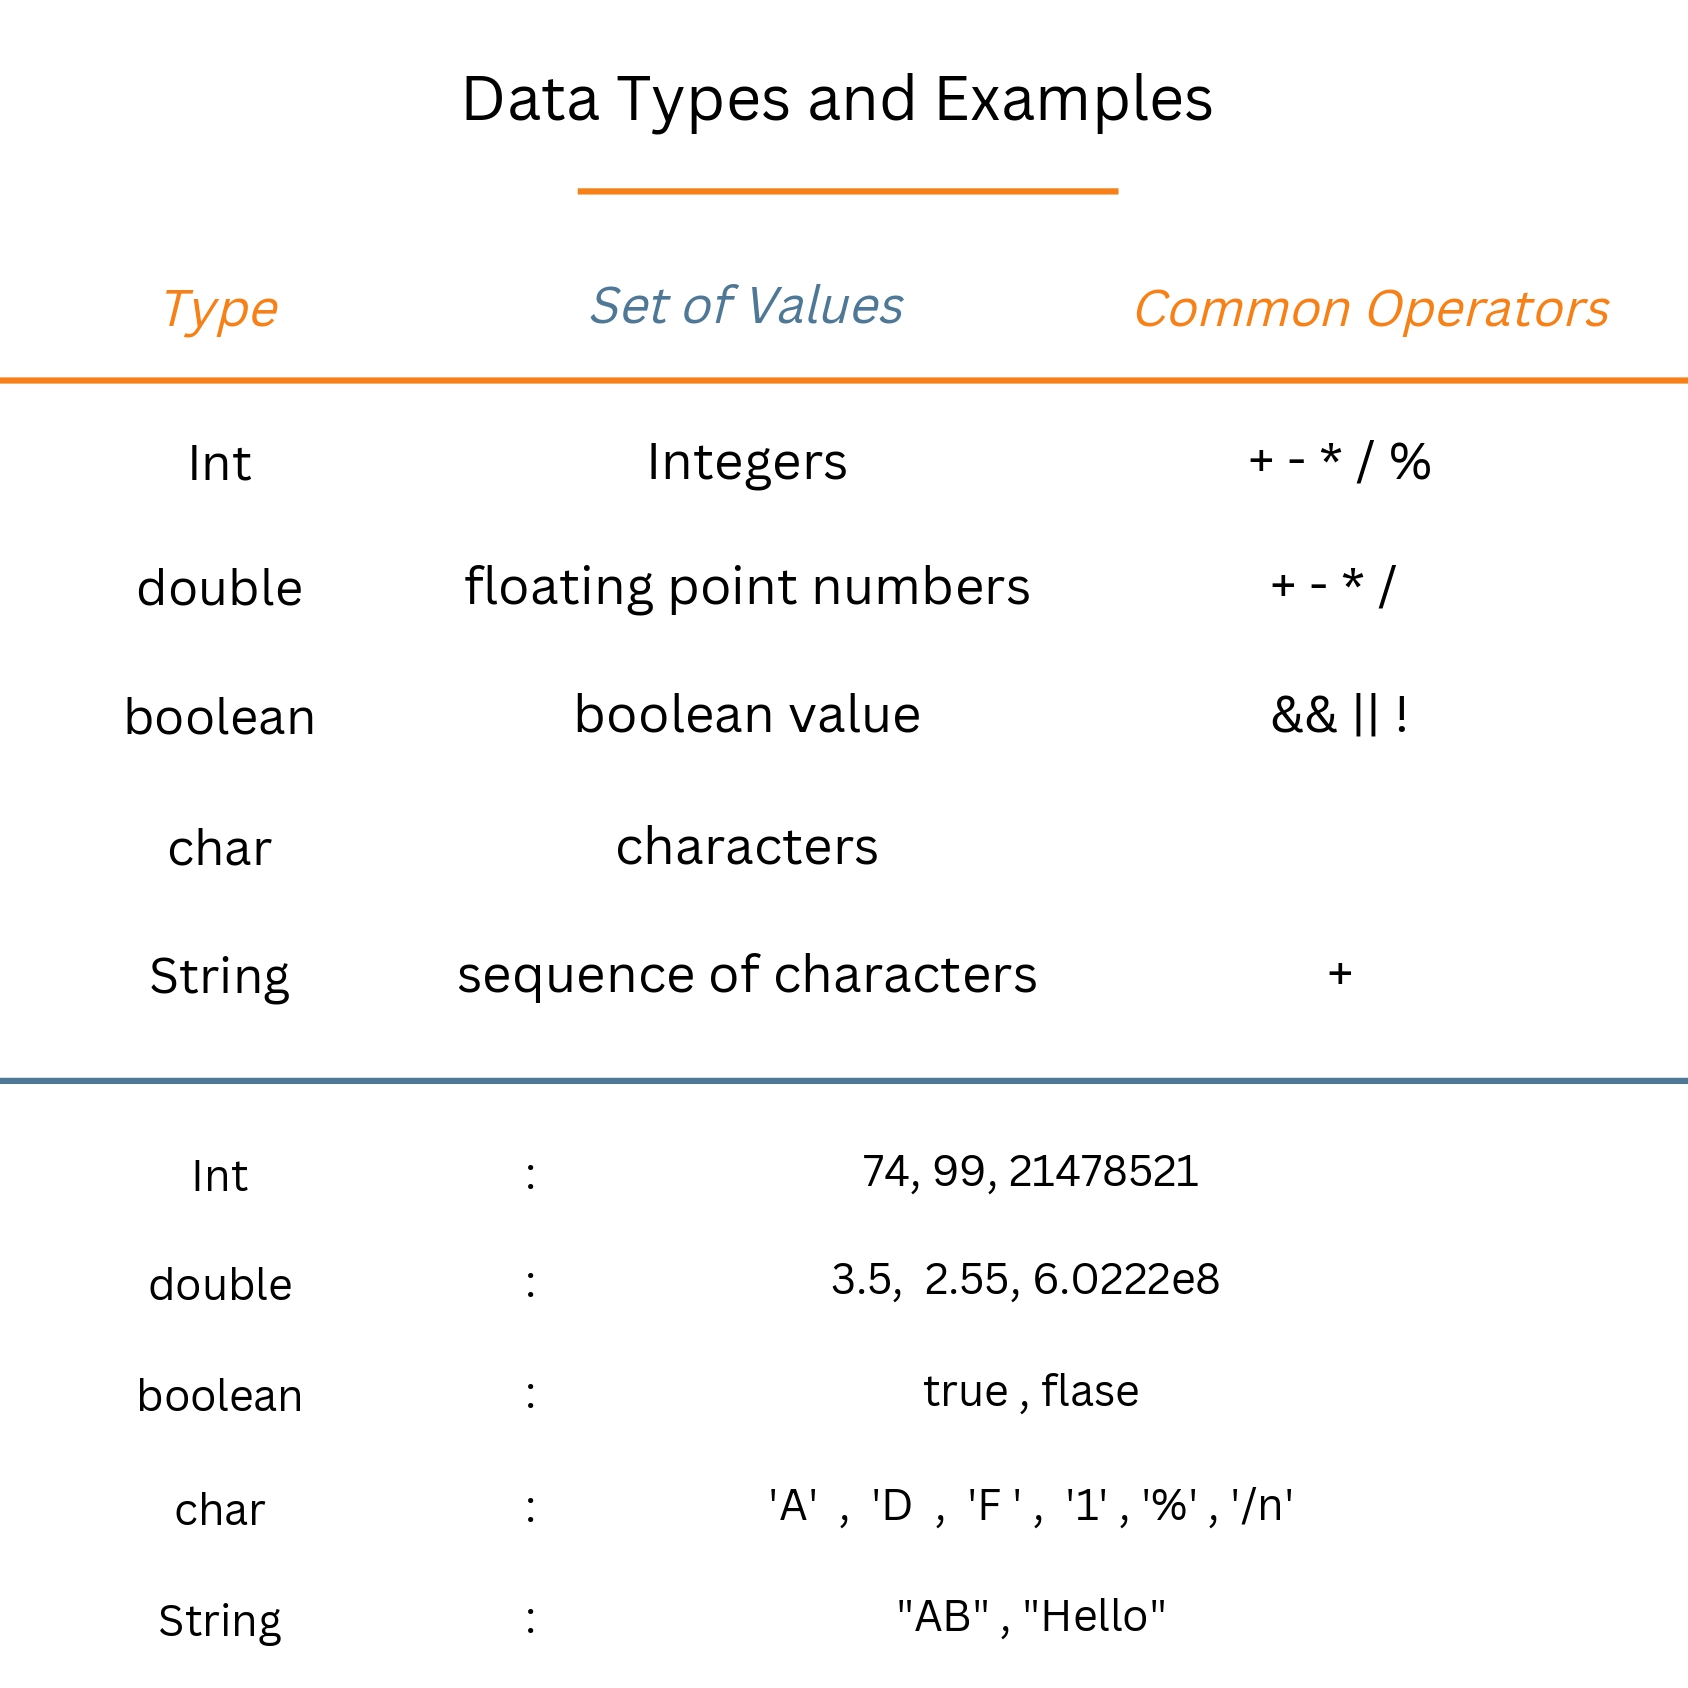 Data Types and Examples
Type Set of Values Common Operators
Int Integers + - * / %
double floating point numbers + - * /
boolean boolean value && || !
char characters
String sequence of characters +
Int : 74, 99, 21478521
double : 3.5, 2.55, 6.0222e8
boolean : true , flase
char : 'A' , 'D , 'F ' , '1' , '%' , '/n'
String : "AB" , "Hello"